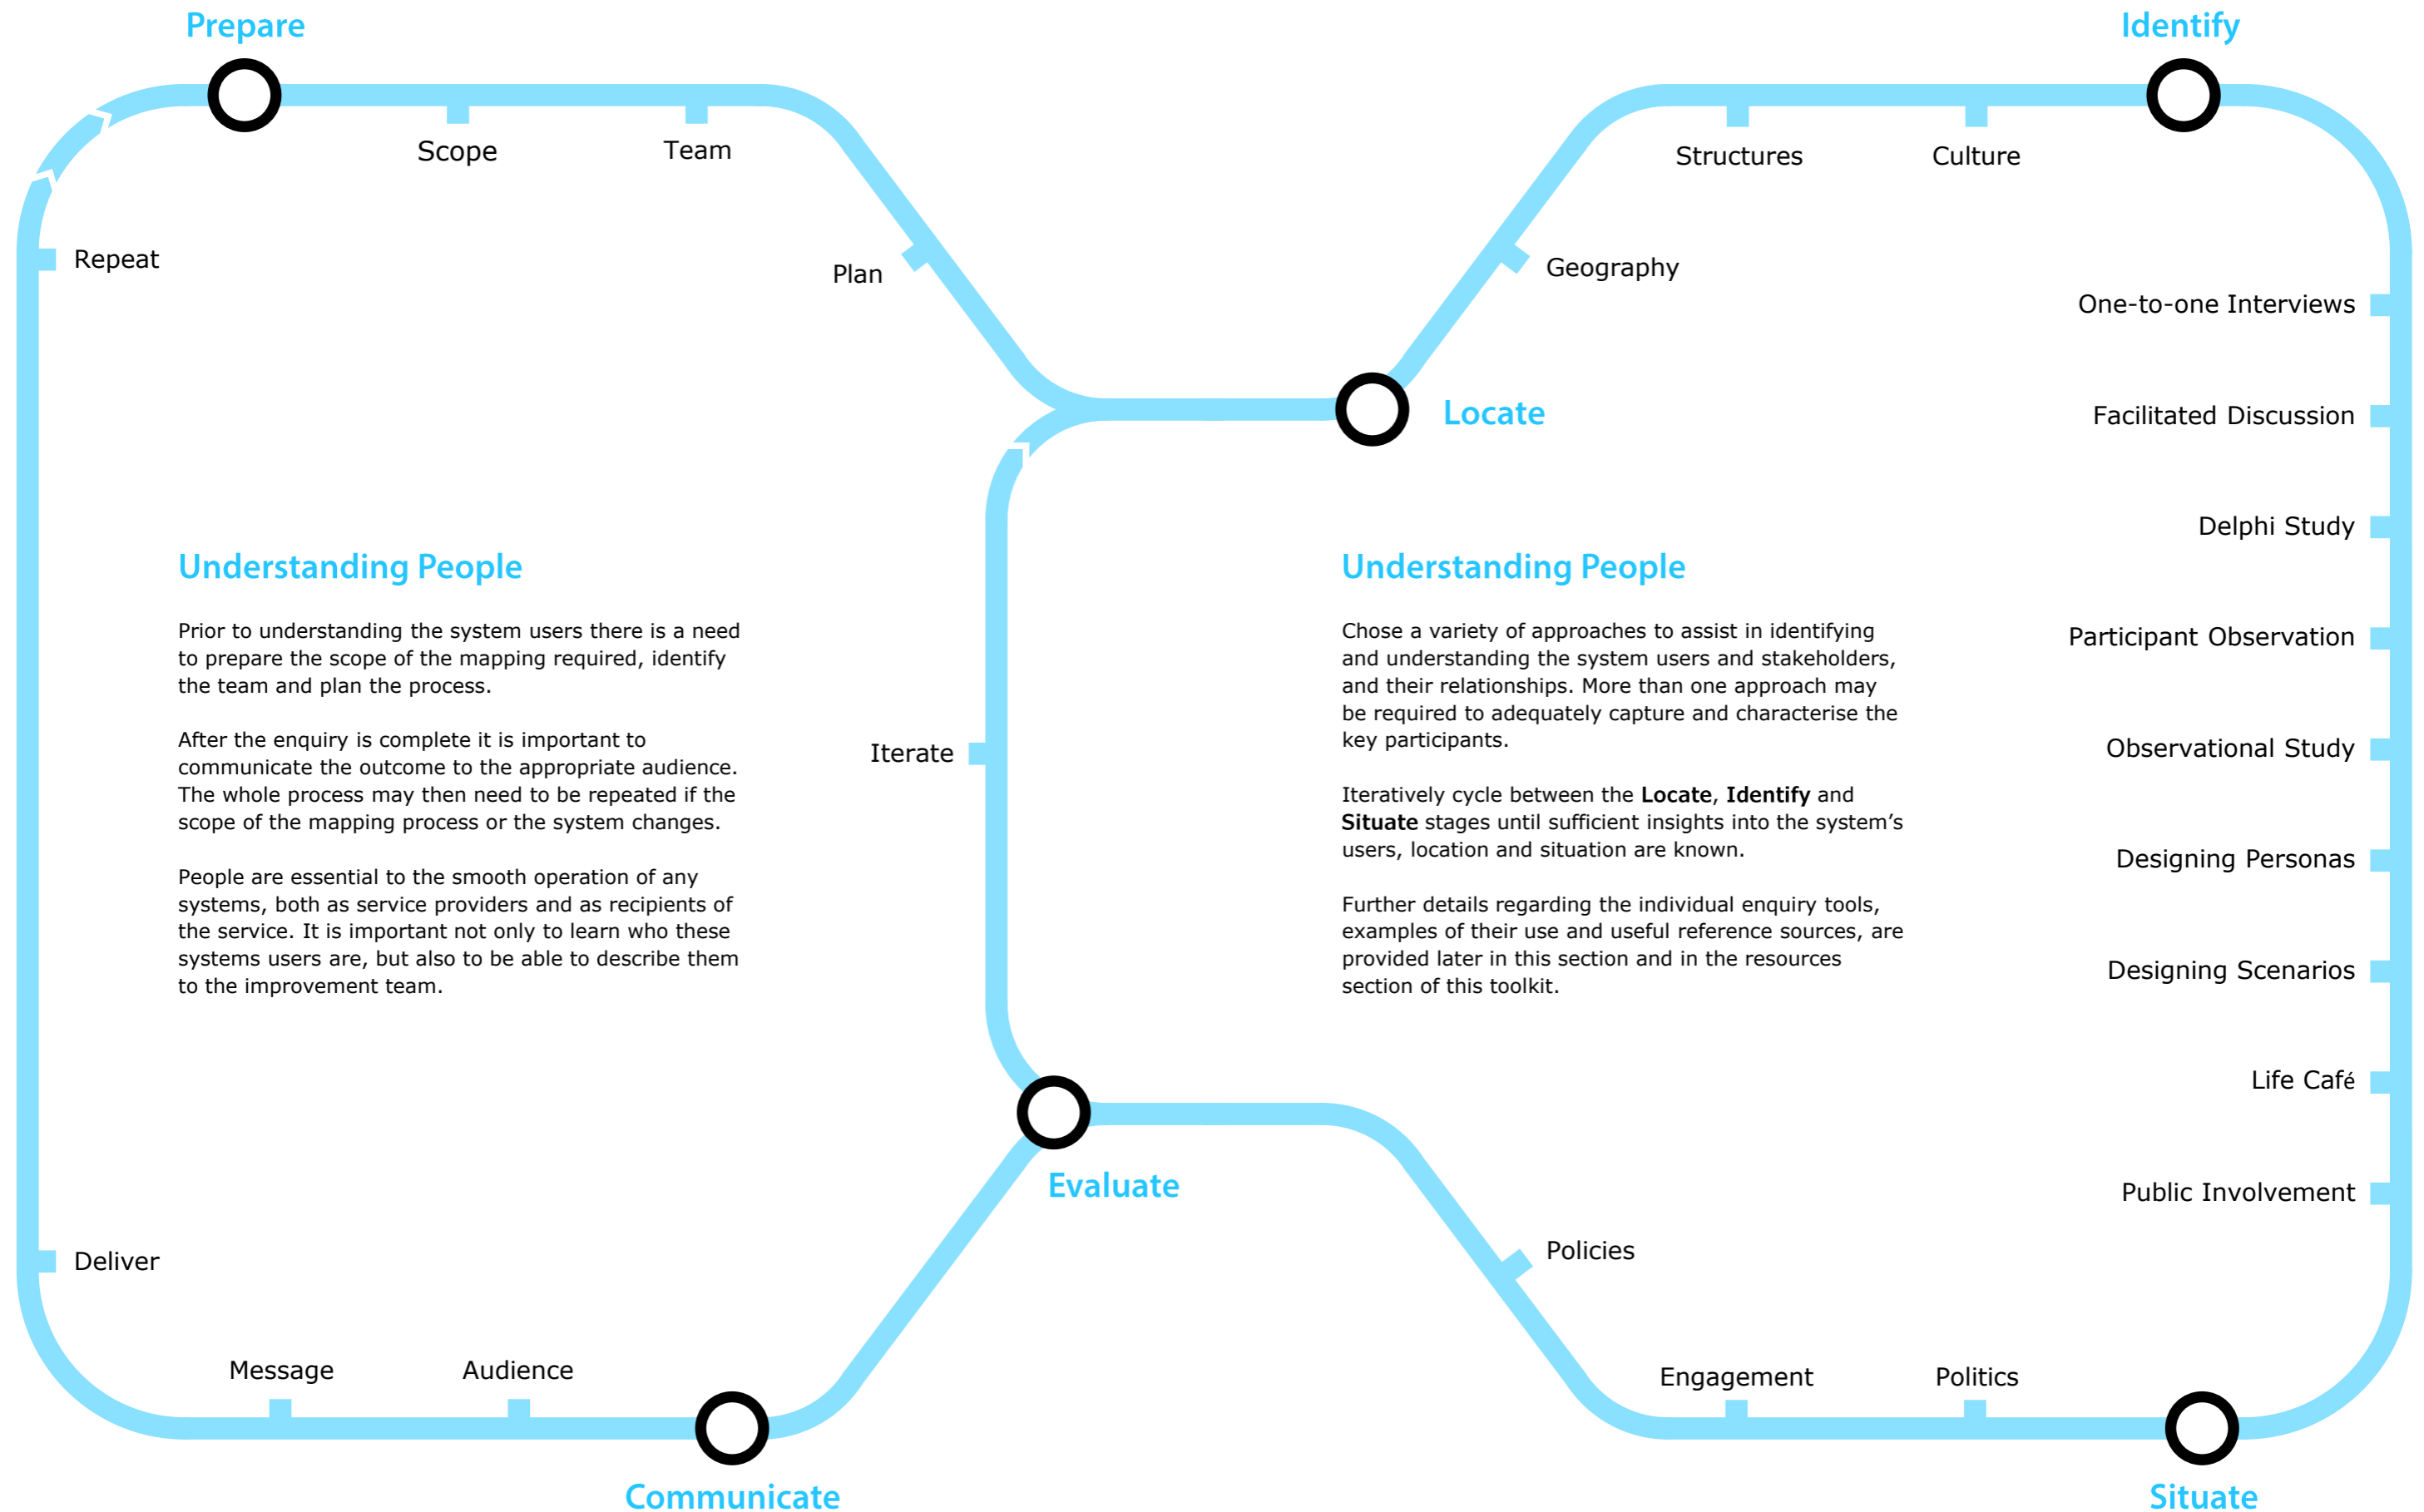 Prepare
Identify
Scope
Team
Structures
Culture
Repeat
Plan
Geography
One-to-one Interviews
Locate
Facilitated Discussion
Delphi Study
Understanding People
Prior to understanding the system users there is a need
to prepare the scope of the mapping required, identify
the team and plan the process.
After the enquiry is complete it is important to
communicate the outcome to the appropriate audience.
The whole process may then need to be repeated if the
scope of the mapping process or the system changes.
People are essential to the smooth operation of any
systems, both as service providers and as recipients of
the service. It is important not only to learn who these
systems users are, but also to be able to describe them
to the improvement team.
Iterate
Understanding People
Chose a variety of approaches to assist in identifying
and understanding the system users and stakeholders,
and their relationships. More than one approach may
be required to adequately capture and characterise the
key participants.
Iteratively cycle between the Locate, Identify and
Situate stages until sufficient insights into the system’s
users, location and situation are known.
Further details regarding the individual enquiry tools,
examples of their use and useful reference sources, are
provided later in this section and in the resources
section of this toolkit.
Participant Observation
Observational Study
Designing Personas
Designing Scenarios
Life Café
Public Involvement
Evaluate
Deliver
Policies
Message
Audience
Engagement
Politics
Communicate
Situate